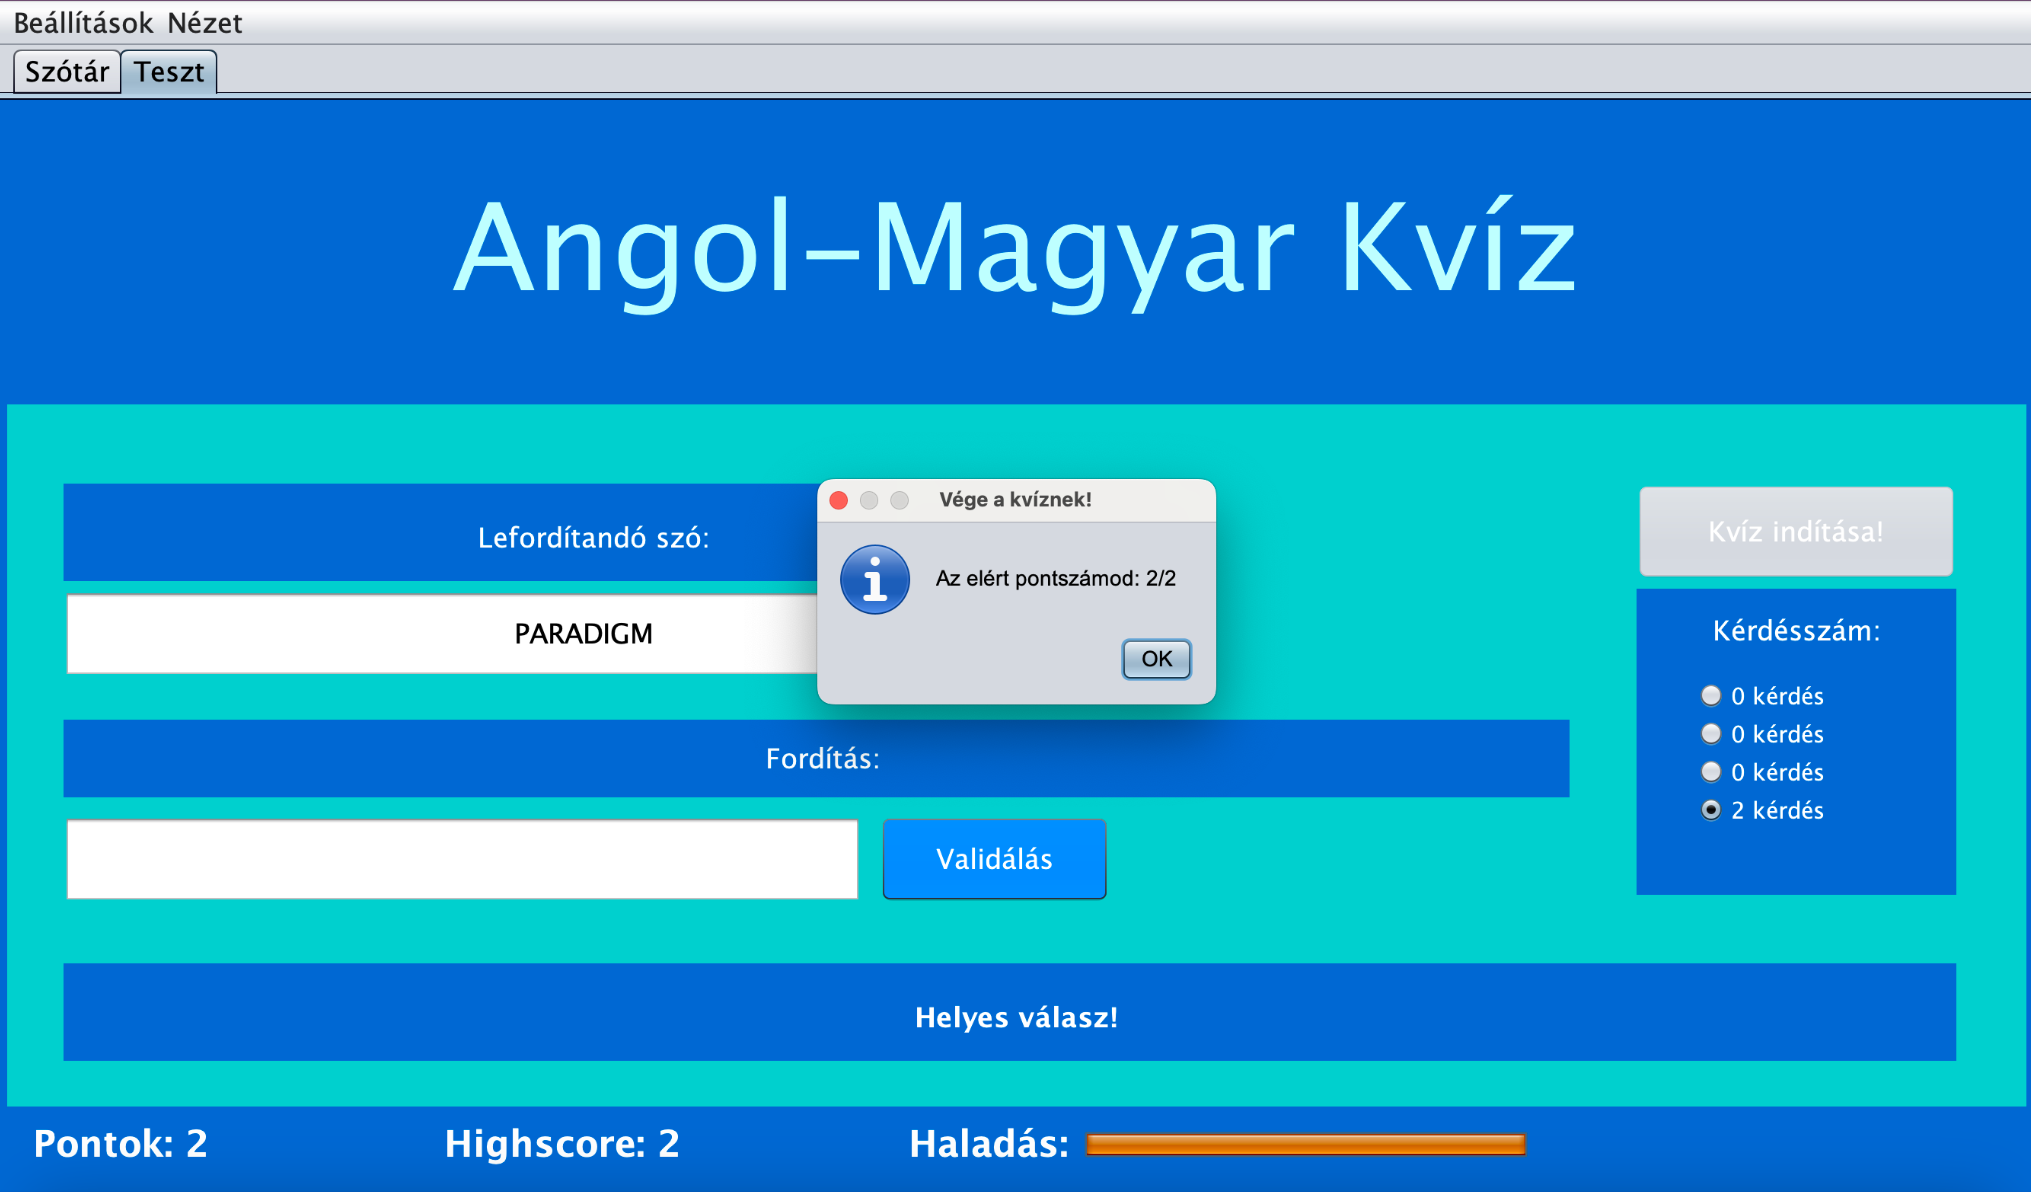 Beállítások Nézet
Szótár Teszt
Angol-Magyar Kvíz
Vége a kvíznek!
Az elért pontszámod: 2/2
OK
Lefordítandó szó:
PARADIGM
Fordítás:
Validálás
Helyes válasz!
Kvíz indítása!
Kérdésszám:
0 kérdés
0 kérdés
0 kérdés
2 kérdés
Pontok: 2
Highscore: 2
Haladás: